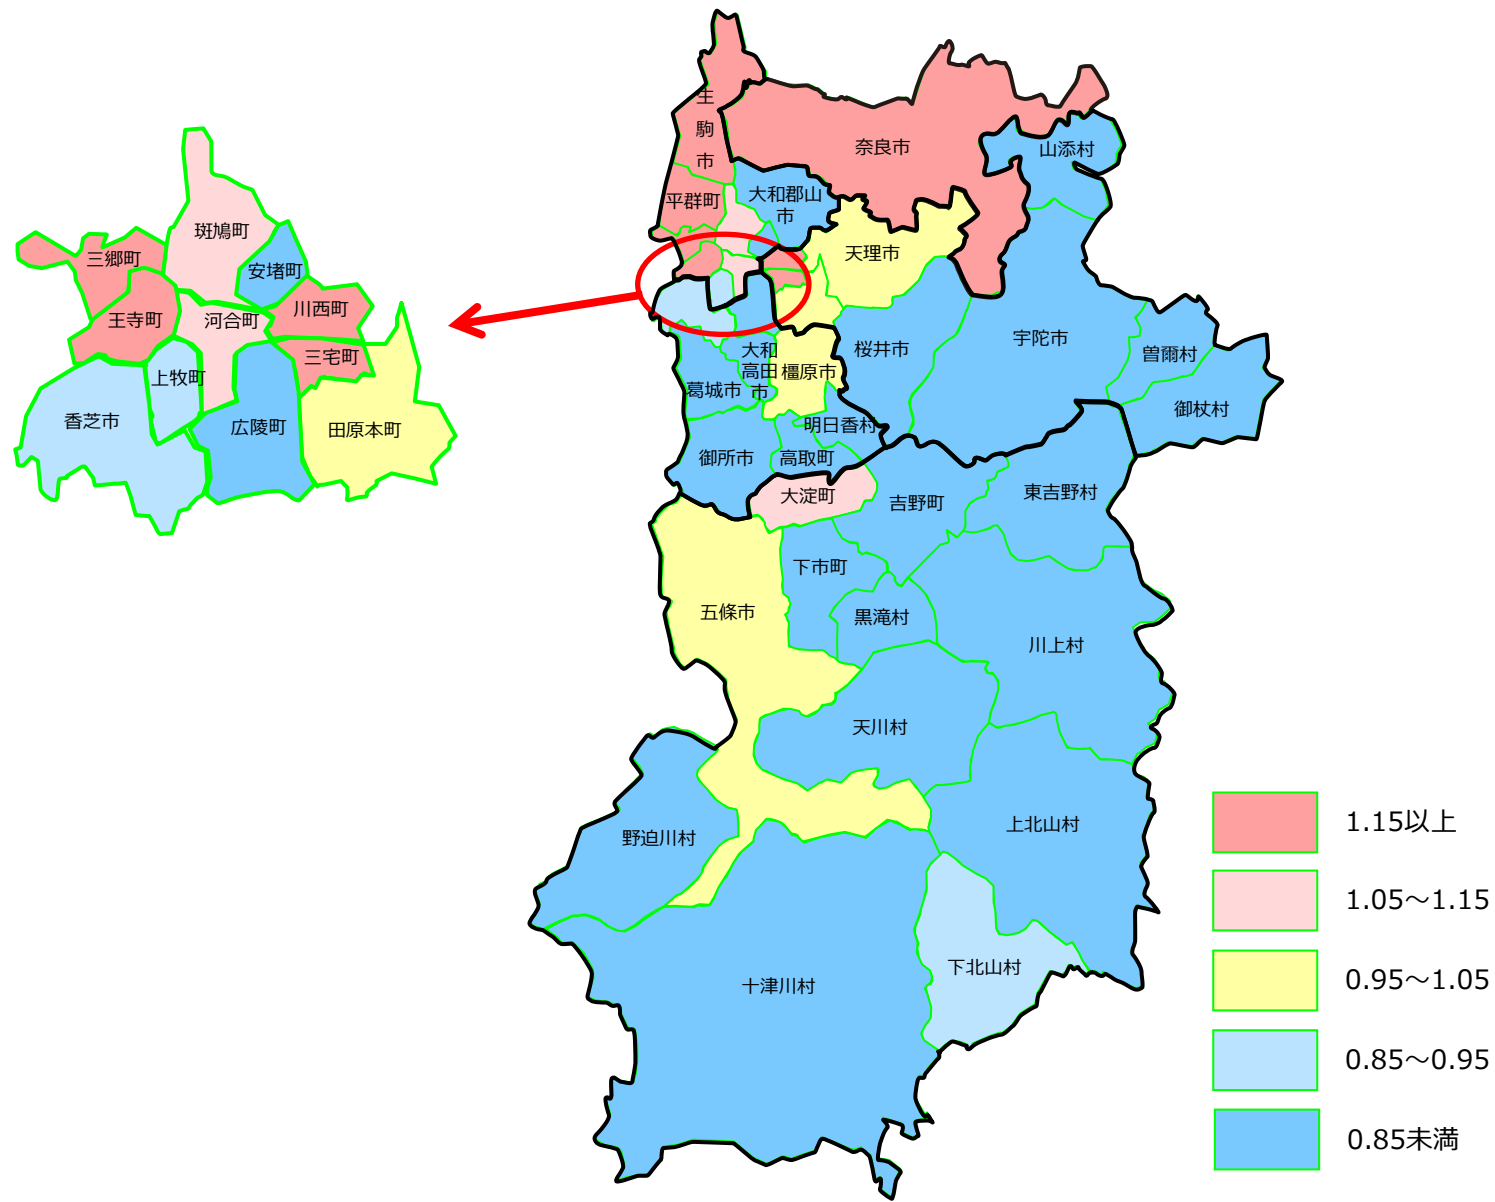 生
駒
市
奈良市
山添村
平群町
大和郡山
市
天理市
斑鳩町
三郷町
安堵町
川西町
王寺町
河合町
三宅町
上牧町
香芝市
広陵町
田原本町
大和
高田
市
橿原市
桜井市
宇陀市
曽爾村
御杖村
葛城市
明日香村
御所市
高取町
大淀町
吉野町
東吉野村
下市町
五條市
黒滝村
川上村
天川村
野迫川村
上北山村
下北山村
十津川村
1.15以上
1.05～1.15
0.95～1.05
0.85～0.95
0.85未満